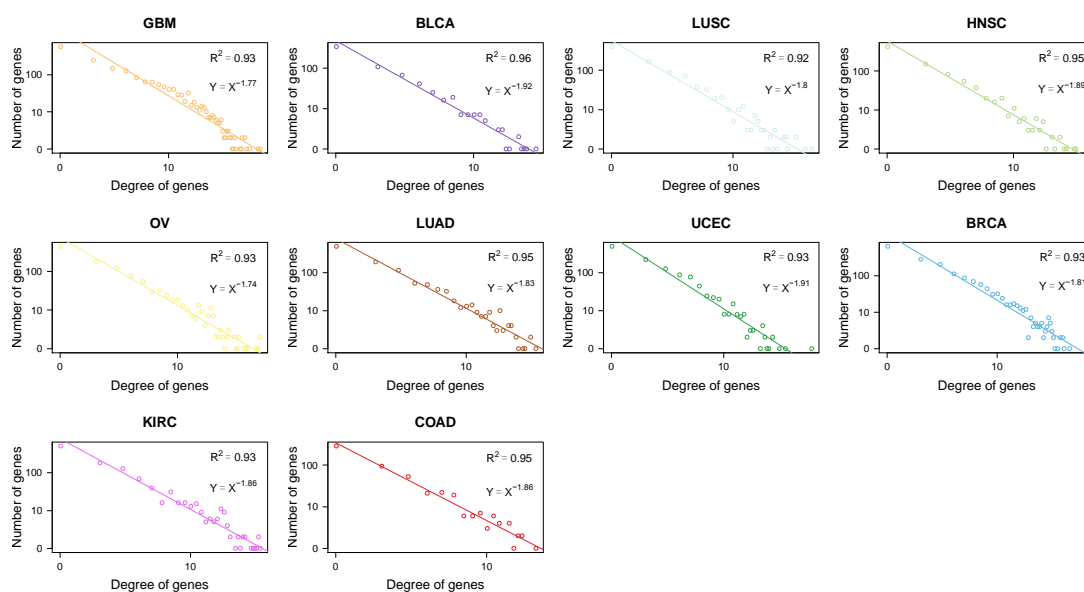 GBM
Number of genes
100
10
0
R² = 0.93
Y = X^−1.77
0
10
Degree of genes
BLCA
Number of genes
100
10
0
R² = 0.96
Y = X^−1.92
0
10
Degree of genes
LUSC
Number of genes
100
10
0
R² = 0.92
Y = X^−1.8
0
10
Degree of genes
HNSC
Number of genes
100
10
0
R² = 0.95
Y = X^−1.89
0
10
Degree of genes
OV
Number of genes
100
10
0
R² = 0.93
Y = X^−1.74
0
10
Degree of genes
LUAD
Number of genes
100
10
0
R² = 0.95
Y = X^−1.83
0
10
Degree of genes
UCEC
Number of genes
100
10
0
R² = 0.93
Y = X^−1.91
0
10
Degree of genes
BRCA
Number of genes
100
10
0
R² = 0.93
Y = X^−1.81
0
10
Degree of genes
KIRC
Number of genes
100
10
0
R² = 0.93
Y = X^−1.86
0
10
Degree of genes
COAD
Number of genes
100
10
0
R² = 0.95
Y = X^−1.86
0
10
Degree of genes